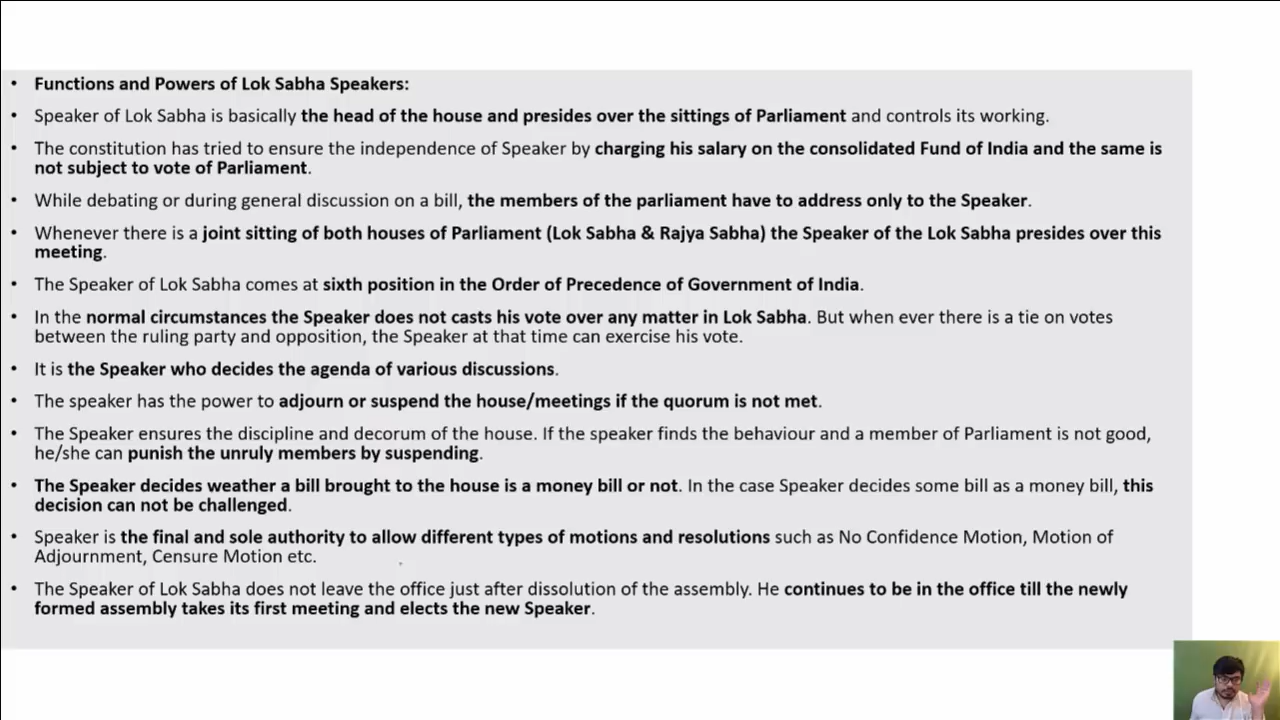 • Functions and Powers of Lok Sabha Speakers:
• Speaker of Lok Sabha is basically the head of the house and presides over the sittings of Parliament and controls its working.
• The constitution has tried to ensure the independence of Speaker by charging his salary on the consolidated Fund of India and the same is
not subject to vote of Parliament.
• While debating or during general discussion on a bill, the members of the parliament have to address only to the Speaker.
• Whenever there is a joint sitting of both houses of Parliament (Lok Sabha & Rajya Sabha) the Speaker of the Lok Sabha presides over this
meeting.
• The Speaker of Lok Sabha comes at sixth position in the Order of Precedence of Government of India.
• In the normal circumstances the Speaker does not casts his vote over any matter in Lok Sabha. But when ever there is a tie on votes
between the ruling party and opposition, the Speaker at that time can exercise his vote.
• It is the Speaker who decides the agenda of various discussions.
• The speaker has the power to adjourn or suspend the house/meetings if the quorum is not met.
• The Speaker ensures the discipline and decorum of the house. If the speaker finds the behaviour and a member of Parliament is not good,
he/she can punish the unruly members by suspending.
• The Speaker decides weather a bill brought to the house is a money bill or not. In the case Speaker decides some bill as a money bill, this
decision can not be challenged.
• Speaker is the final and sole authority to allow different types of motions and resolutions such as No Confidence Motion, Motion of
Adjournment, Censure Motion etc.
• The Speaker of Lok Sabha does not leave the office just after dissolution of the assembly. He continues to be in the office till the newly
formed assembly takes its first meeting and elects the new Speaker.